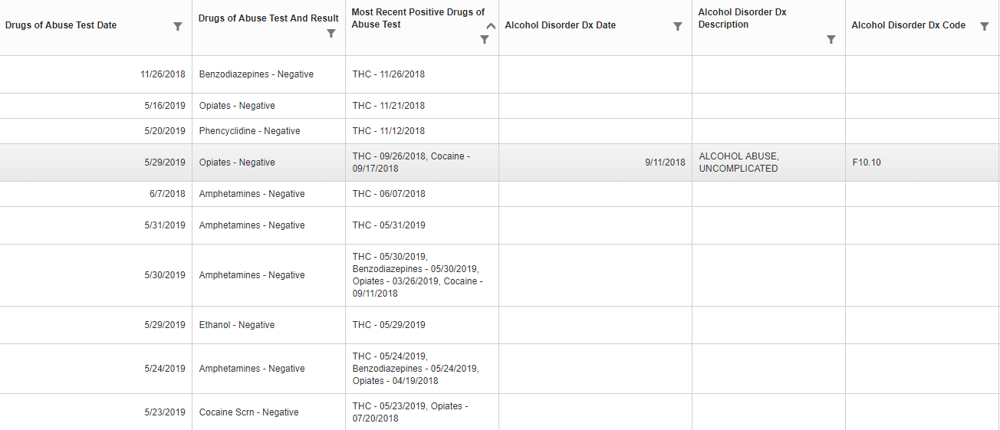 Drugs of Abuse Test Date
Drugs of Abuse Test And Result
Most Recent Positive Drugs of
Abuse Test
Alcohol Disorder Dx Date
Alcohol Disorder Dx
Description
Alcohol Disorder Dx Code
11/26/2018
Benzodiazepines - Negative
THC - 11/26/2018
5/16/2019
Opiates - Negative
THC - 11/21/2018
5/20/2019
Phencyclidine - Negative
THC - 11/12/2018
5/29/2019
Opiates - Negative
THC - 09/26/2018, Cocaine -
09/17/2018
9/11/2018
ALCOHOL ABUSE,
UNCOMPLICATED
F10.10
6/7/2018
Amphetamines - Negative
THC - 06/07/2018
5/31/2019
Amphetamines - Negative
THC - 05/31/2019
5/30/2019
Amphetamines - Negative
THC - 05/30/2019,
Benzodiazepines - 05/30/2019,
Opiates - 03/26/2019, Cocaine -
09/11/2018
5/29/2019
Ethanol - Negative
THC - 05/29/2019
5/24/2019
Amphetamines - Negative
THC - 05/24/2019,
Benzodiazepines - 05/24/2019,
Opiates - 04/19/2018
5/23/2019
Cocaine Scrn - Negative
THC - 05/23/2019, Opiates -
07/20/2018